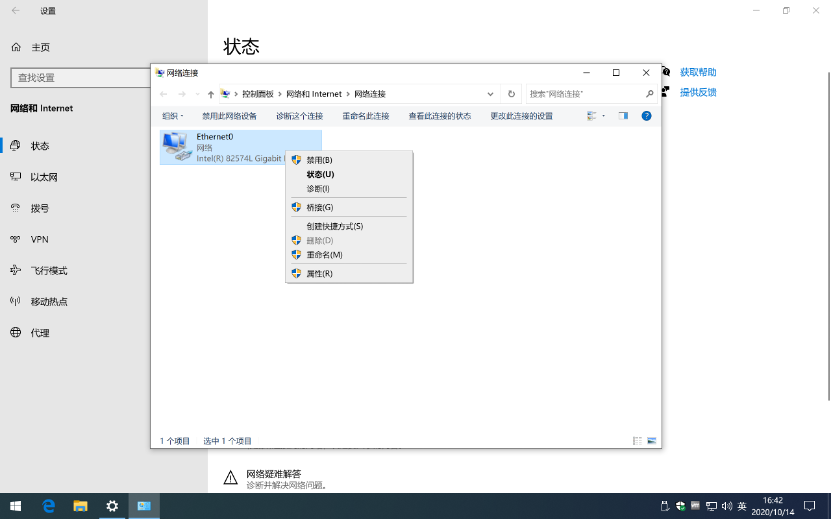 设置
主页
查找设置
网络和 Internet
状态
以太网
拨号
VPN
飞行模式
移动热点
代理
状态
获取帮助
提供反馈
网络连接
控制面板 > 网络和 Internet > 网络连接
搜索"网络连接"
组织 禁用此网络设备 诊断这个连接 重命名此连接 查看此连接的状态 更改此连接的设置
Ethernet0
网络
Intel(R) 82574L Gigabit
禁用(B)
状态(U)
诊断(I)
桥接(G)
创建快捷方式(S)
删除(D)
重命名(M)
属性(R)
1 个项目 选中 1 个项目
网络疑难解答
诊断并解决网络问题。
英
16:42
2020/10/14